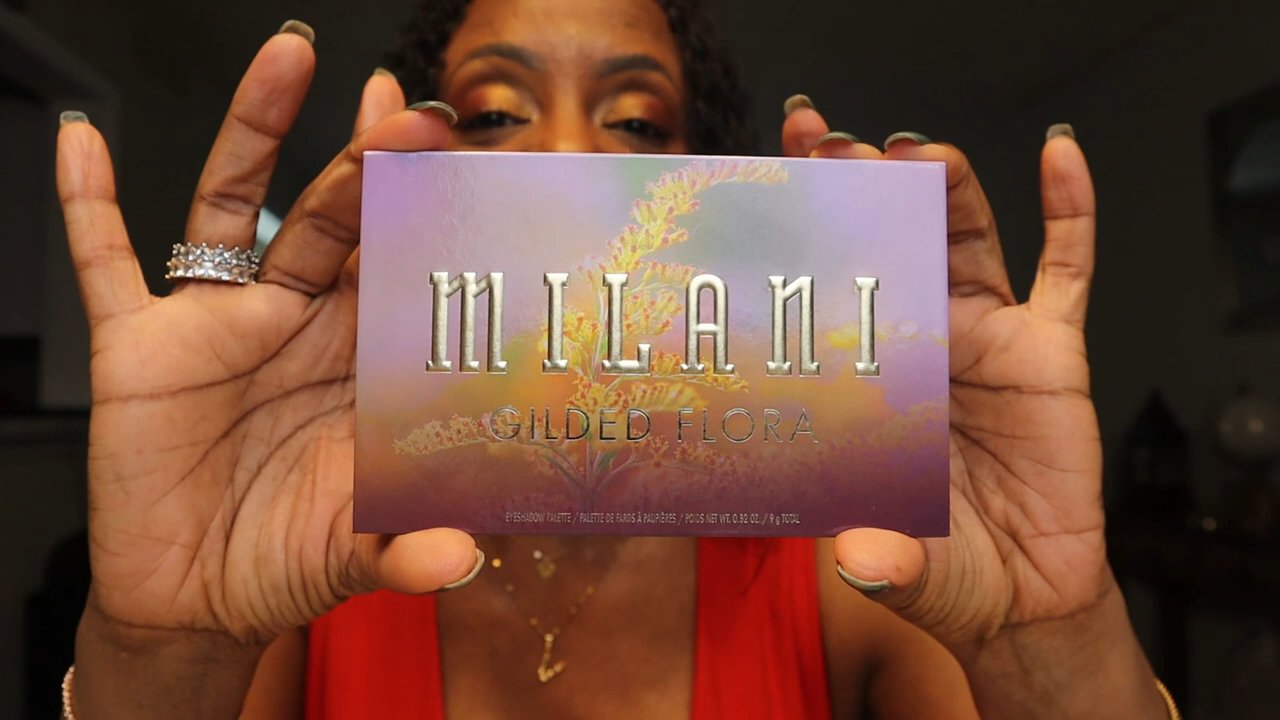 MILANI
GILDED FLORA
EYESHADOW PALETTE / PALETTE DE FARDS À PAUPIÈRES / POIDS NET WT. 0.32 OZ. / 9 g TOTAL